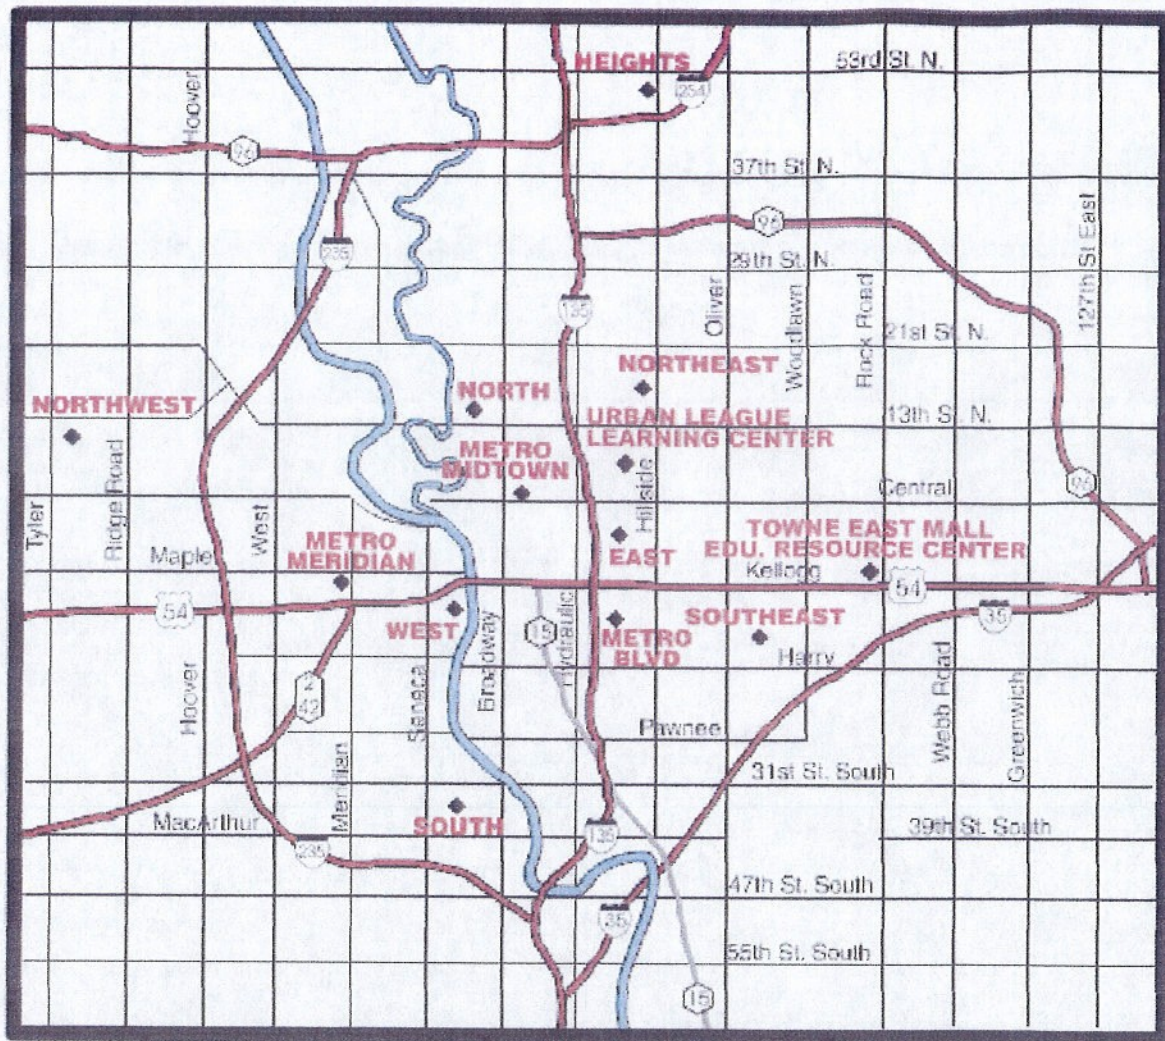 HEIGHTS
53rd St. N.
254
Hoover
96
37th St. N.
96
127th St East
235
29th St. N.
135
Oliver
Woodlawn
Rock Road
21st St. N.
NORTHEAST
NORTH
NORTHWEST
URBAN LEAGUE
LEARNING CENTER
13th St. N.
METRO
MIDTOWN
Hillside
Central
96
Tyler
Ridge Road
West
Maple
METRO
MERIDIAN
EAST
TOWNE EAST MALL
EDU. RESOURCE CENTER
Kellogg
54
54
35
WEST
Broadway
15
Hydraulic
METRO
BLVD
SOUTHEAST
Harry
Hoover
42
Seneca
Pawnee
Webb Road
Greenwich
Meridian
31st St. South
MacArthur
SOUTH
135
39th St. South
235
47th St. South
35
55th St. South
15